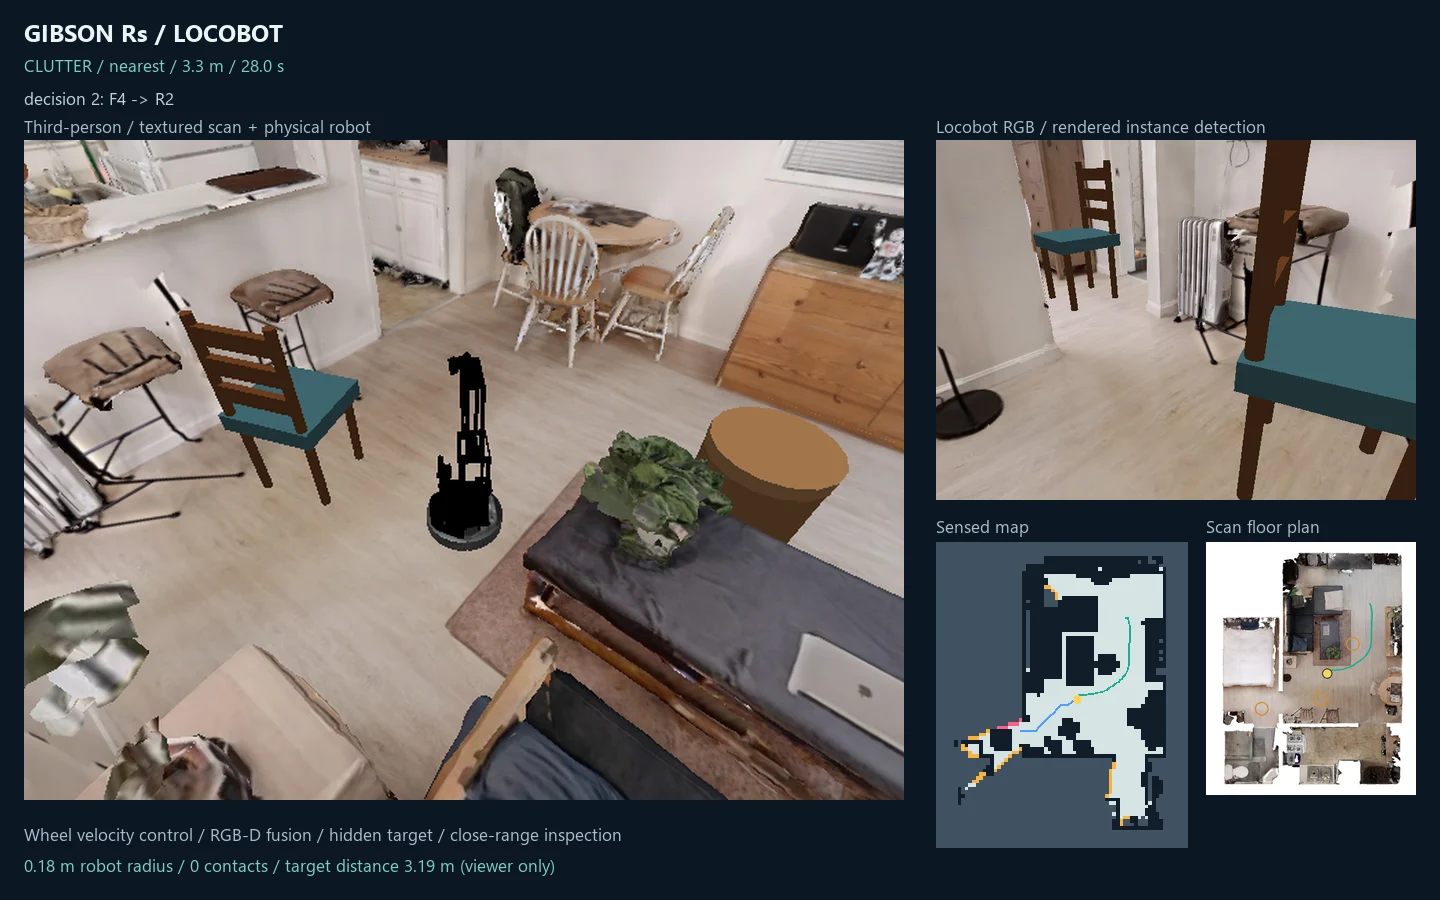 GIBSON Rs / LOCOBOT
CLUTTER / nearest / 3.3 m / 28.0 s
decision 2: F4 -> R2
Third-person / textured scan + physical robot
Locobot RGB / rendered instance detection
Sensed map
Scan floor plan
Wheel velocity control / RGB-D fusion / hidden target / close-range inspection
0.18 m robot radius / 0 contacts / target distance 3.19 m (viewer only)